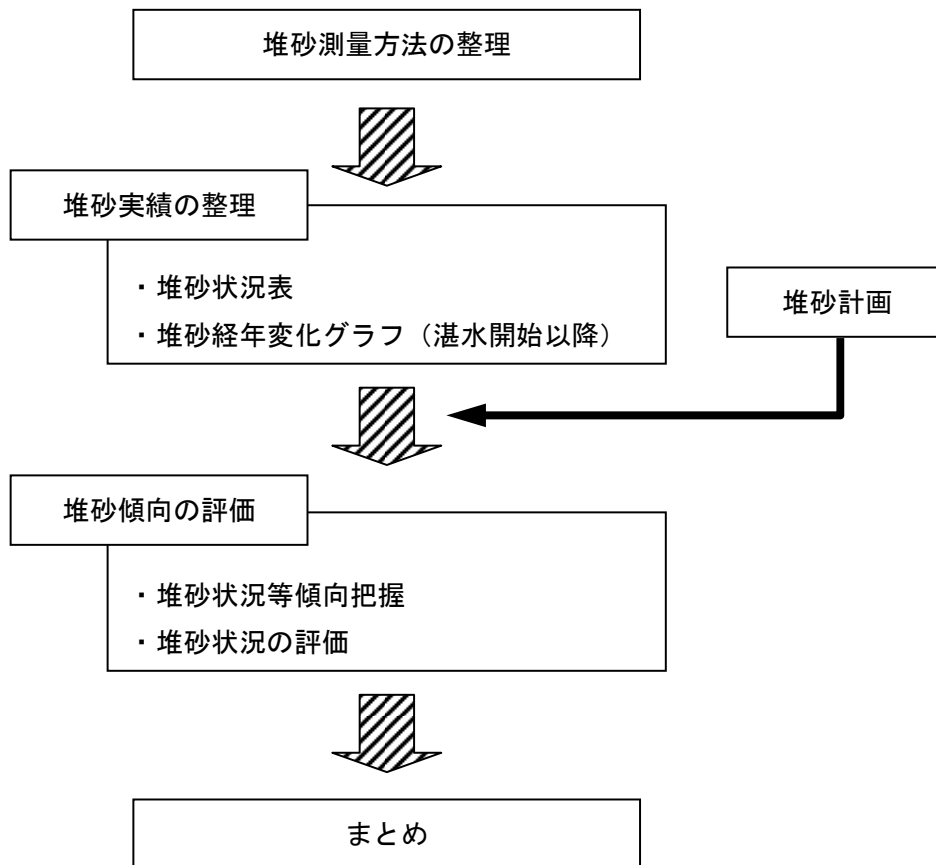 堆砂測量方法の整理
堆砂実績の整理
・堆砂状況表
・堆砂経年変化グラフ（湛水開始以降）
堆砂計画
堆砂傾向の評価
・堆砂状況等傾向把握
・堆砂状況の評価
まとめ